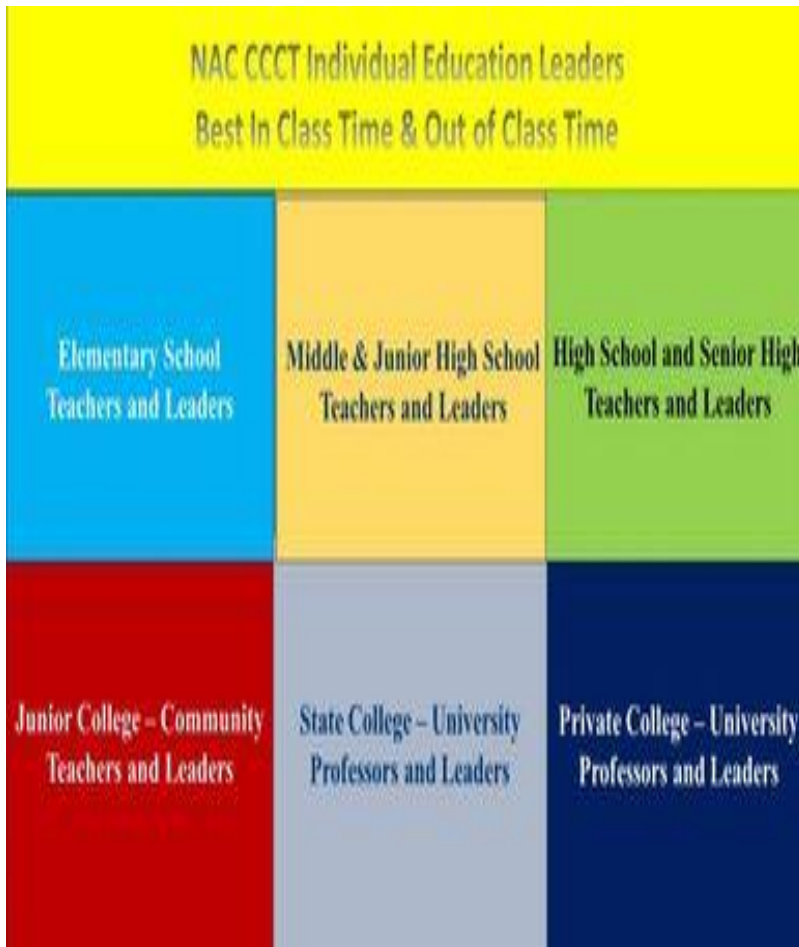 NAC CCCT Individual Education Leaders
Best In Class Time & Out of Class Time
Elementary School
Teachers and Leaders
Middle & Junior High School
Teachers and Leaders
High School and Senior High
Teachers and Leaders
Junior College – Community
Teachers and Leaders
State College – University
Professors and Leaders
Private College – University
Professors and Leaders